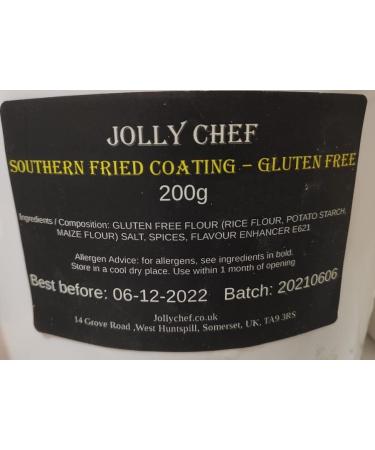 JOLLY CHEF
SOUTHERN FRIED COATING – GLUTEN FREE
200g
Ingredients / Composition: GLUTEN FREE FLOUR (RICE FLOUR, POTATO STARCH,
MAIZE FLOUR) SALT, SPICES, FLAVOUR ENHANCER E621
Allergen Advice: for allergens, see ingredients in bold.
Store in a cool dry place. Use within 1 month of opening
Best before: 06-12-2022 Batch: 20210606
Jollychef.co.uk
14 Grove Road ,West Huntspill, Somerset, UK, TA9 3RS